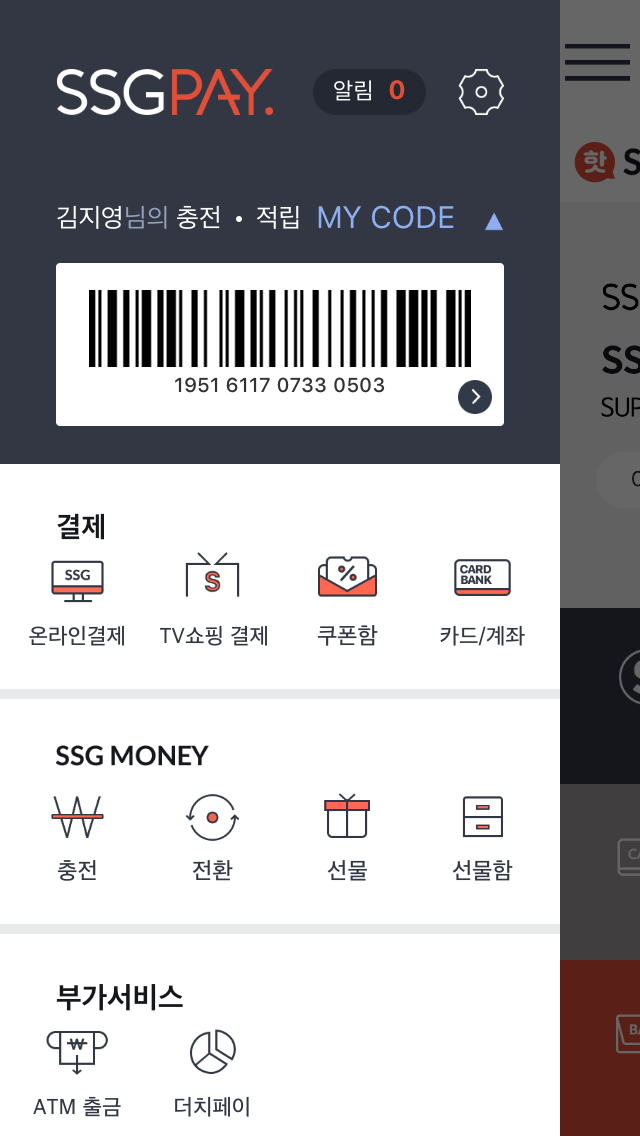 SSGPAY.
알림 0
김지영님의 충전 • 적립 MY CODE ▲
1951 6117 0733 0503
핫 S
SS
SS
SUP
결제
SSG
S
%
CARD
BANK
온라인결제 TV쇼핑 결제 쿠폰함 카드/계좌
SSG MONEY
충전 전환 선물 선물함
CA
부가서비스
₩
BA
ATM 출금 더치페이